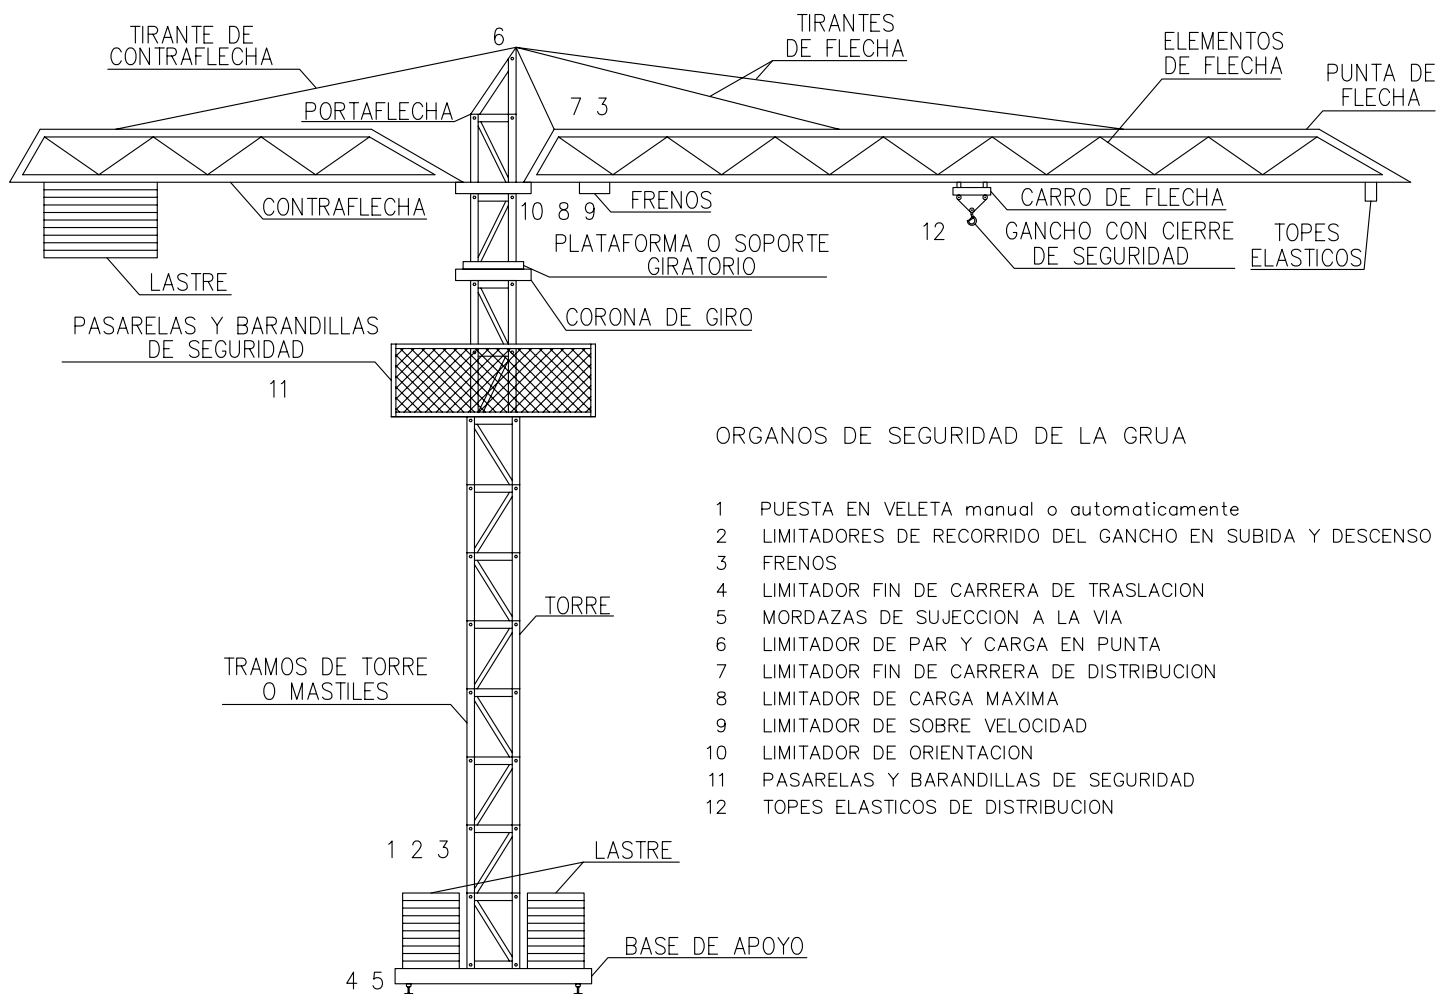 TIRANTE DE
CONTRAFLECHA
6
TIRANTES
DE FLECHA
ELEMENTOS
DE FLECHA
PUNTA DE
FLECHA
PORTAFLECHA
7 3
CONTRAFLECHA
10 8 9
FRENOS
CARRO DE FLECHA
12
GANCHO CON CIERRE
DE SEGURIDAD
TOPES
ELASTICOS
PLATAFORMA O SOPORTE
GIRATORIO
LASTRE
CORONA DE GIRO
PASARELAS Y BARANDILLAS
DE SEGURIDAD
11
ORGANOS DE SEGURIDAD DE LA GRUA
1 PUESTA EN VELETA manual o automaticamente
2 LIMITADORES DE RECORRIDO DEL GANCHO EN SUBIDA Y DESCENSO
3 FRENOS
4 LIMITADOR FIN DE CARRERA DE TRASLACION
5 MORDAZAS DE SUJECCION A LA VIA
6 LIMITADOR DE PAR Y CARGA EN PUNTA
7 LIMITADOR FIN DE CARRERA DE DISTRIBUCION
8 LIMITADOR DE CARGA MAXIMA
9 LIMITADOR DE SOBRE VELOCIDAD
10 LIMITADOR DE ORIENTACION
11 PASARELAS Y BARANDILLAS DE SEGURIDAD
12 TOPES ELASTICOS DE DISTRIBUCION
TORRE
TRAMOS DE TORRE
O MASTILES
1 2 3
LASTRE
BASE DE APOYO
4 5